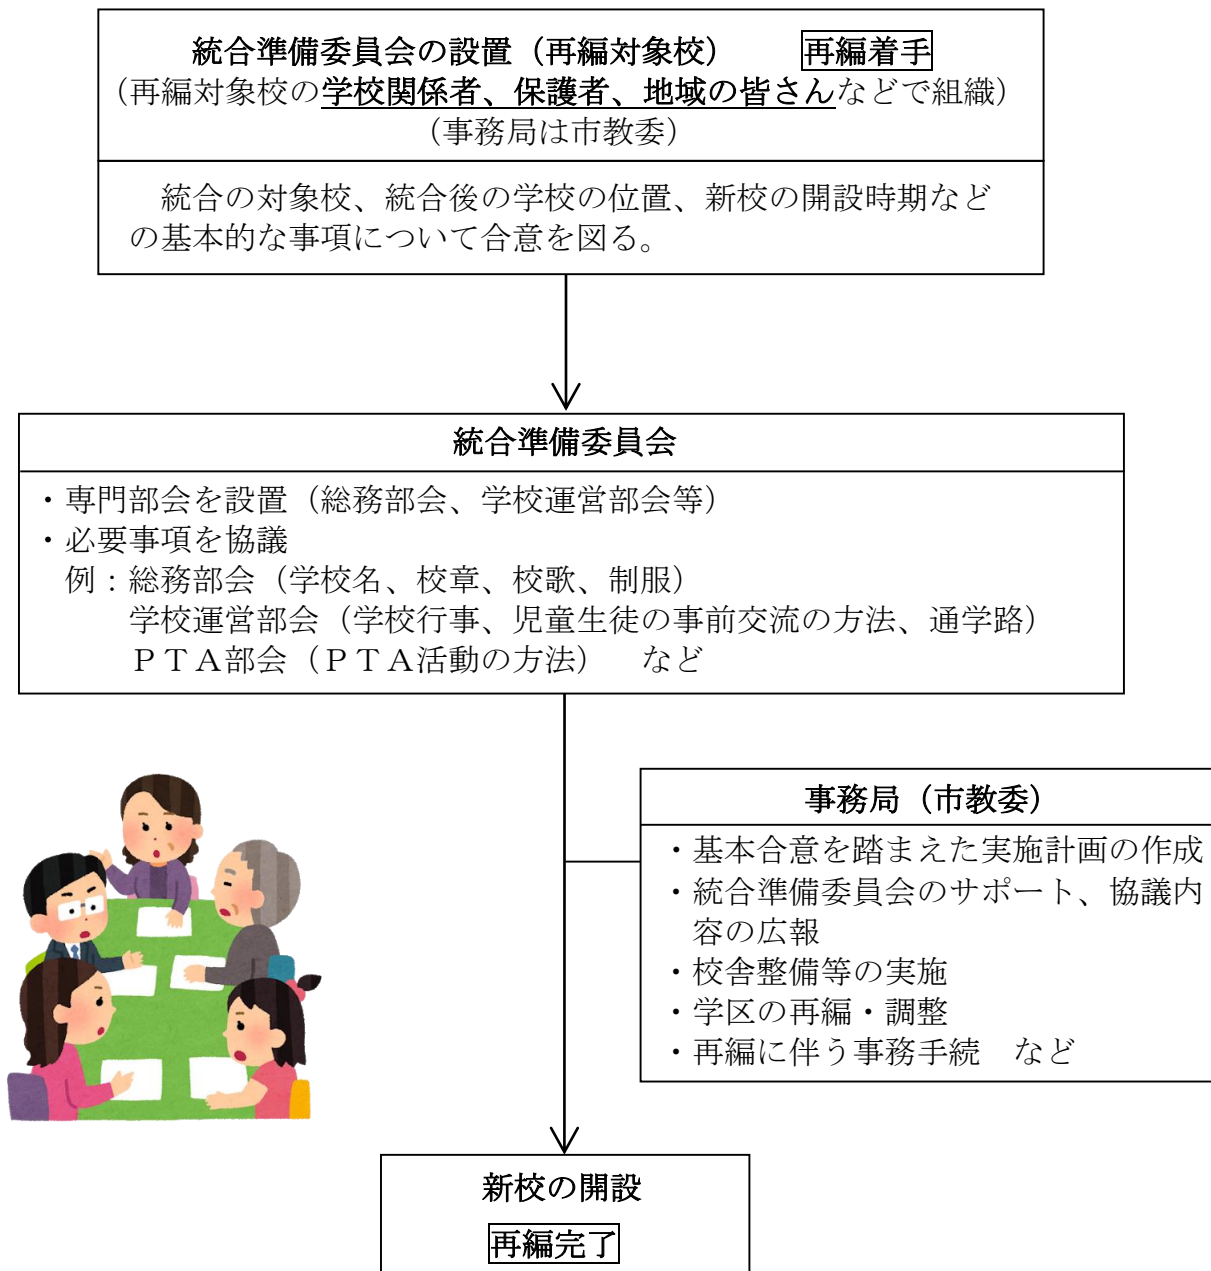 統合準備委員会の設置（再編対象校）　　再編着手
（再編対象校の学校関係者、保護者、地域の皆さんなどで組織）
（事務局は市教委）
統合の対象校、統合後の学校の位置、新校の開設時期など
の基本的な事項について合意を図る。
統合準備委員会
・専門部会を設置（総務部会、学校運営部会等）
・必要事項を協議
例：総務部会（学校名、校章、校歌、制服）
学校運営部会（学校行事、児童生徒の事前交流の方法、通学路）
ＰＴＡ部会（ＰＴＡ活動の方法）　など
事務局（市教委）
・基本合意を踏まえた実施計画の作成
・統合準備委員会のサポート、協議内
容の広報
・校舎整備等の実施
・学区の再編・調整
・再編に伴う事務手続　など
新校の開設
再編完了